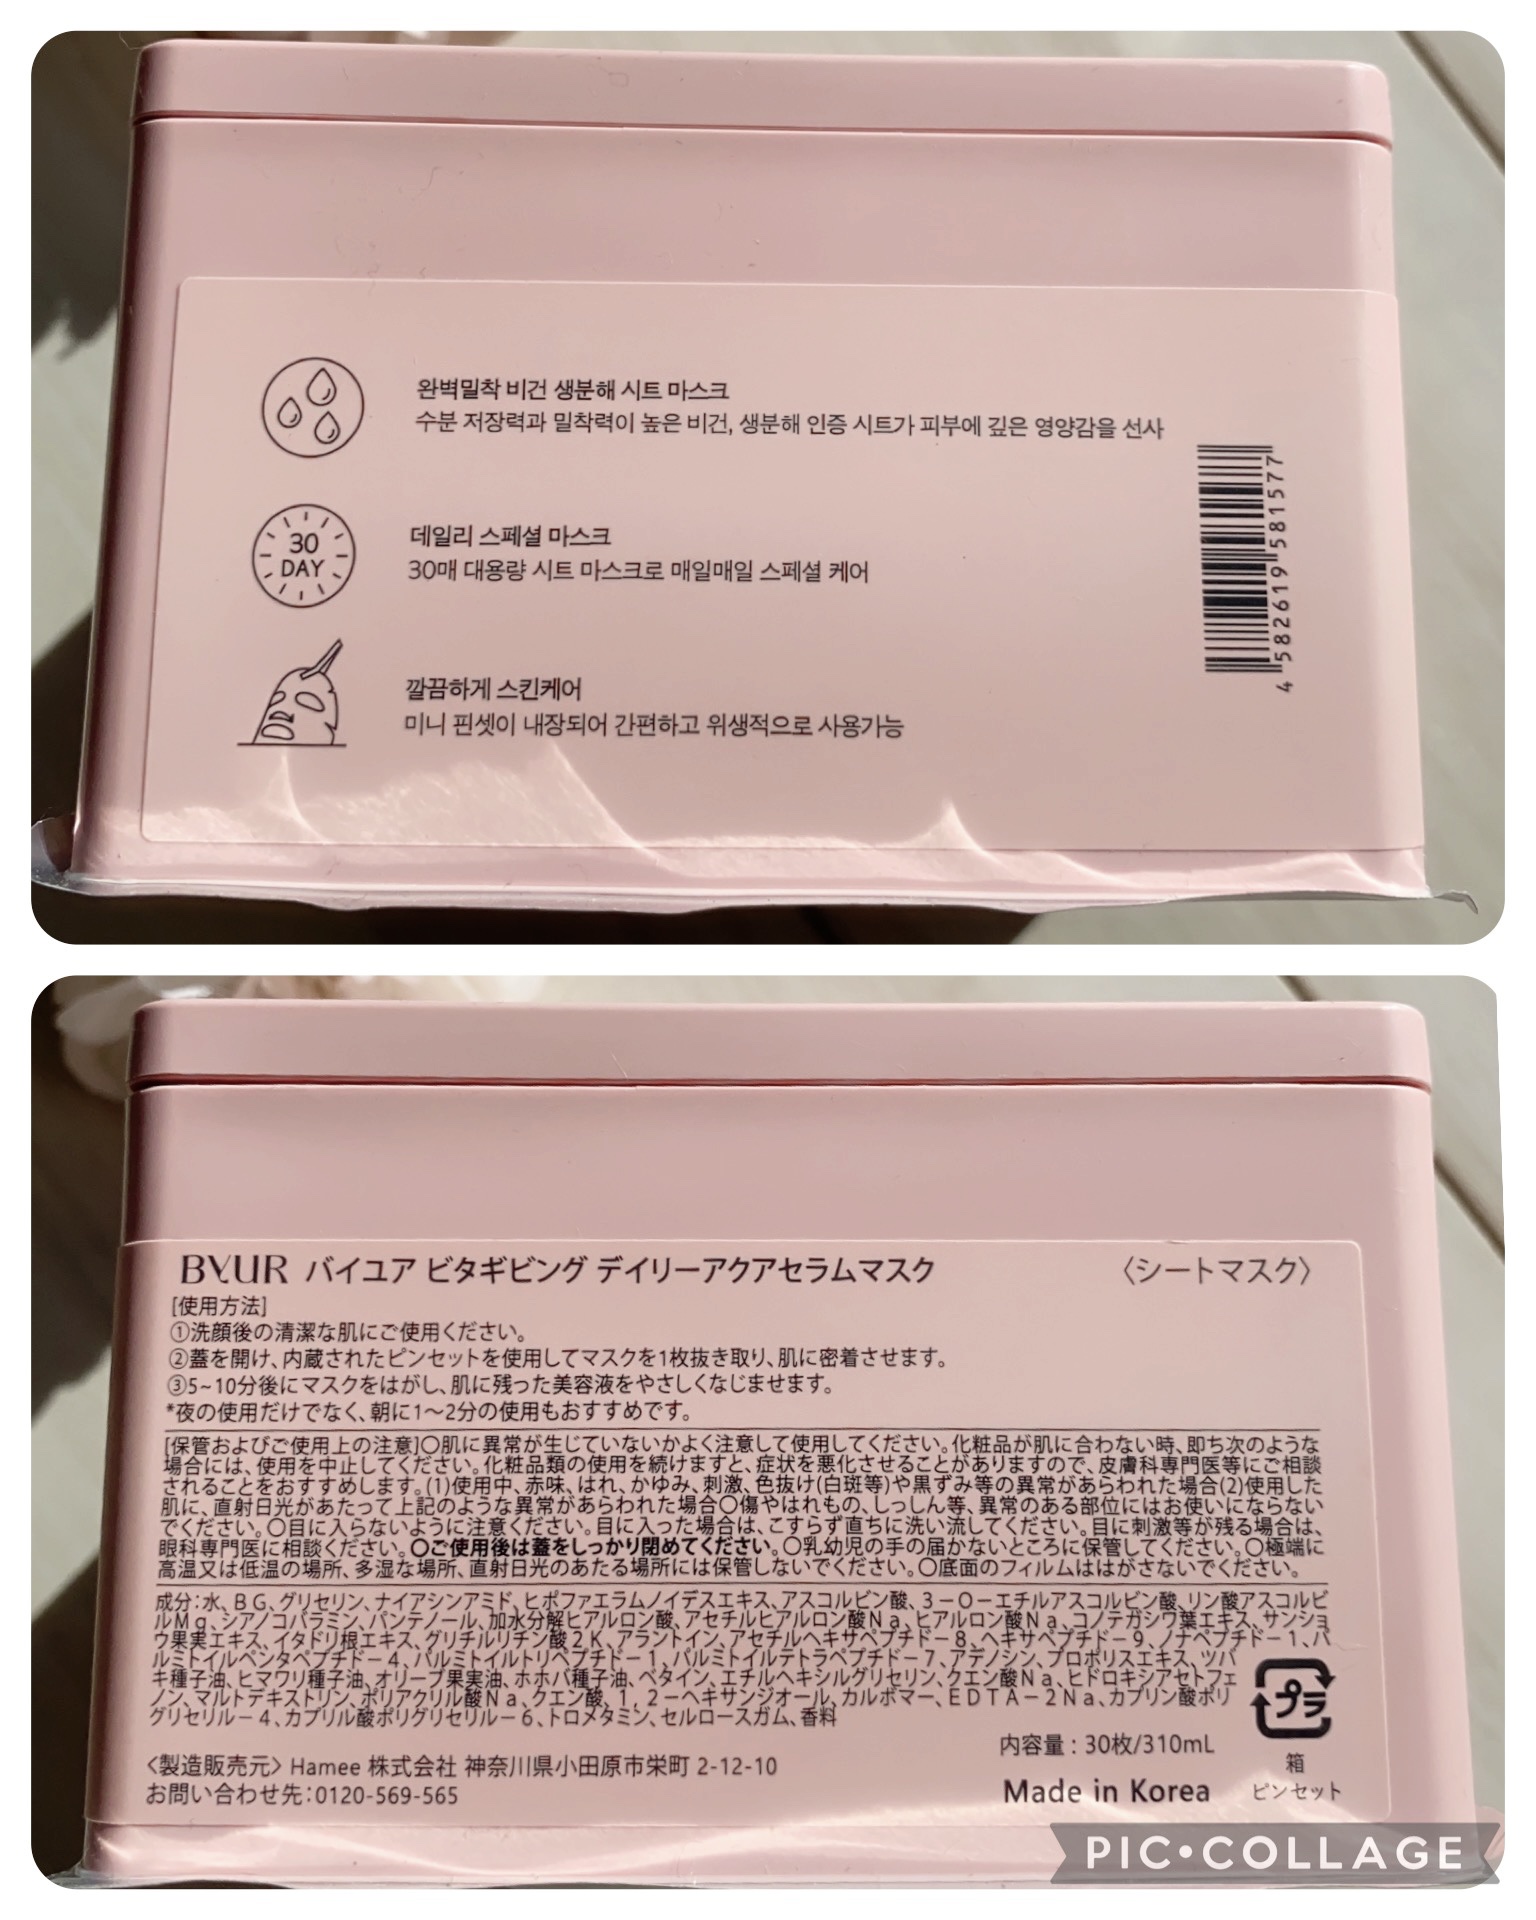 완벽밀착 비건 생분해 시트 마스크
수분 저장력과 밀착력이 높은 비건, 생분해 인증 시트가 피부에 깊은 영양감을 선사
30
DAY
데일리 스페셜 마스크
30매 대용량 시트 마스크로 매일매일 스페셜 케어
깔끔하게 스킨케어
미니 핀셋이 내장되어 간편하고 위생적으로 사용가능
4 582619 581577
BYUR バイユア ビタギビング デイリーアクアセラムマスク 〈シートマスク〉
[使用方法]
①洗顔後の清潔な肌にご使用ください。
②蓋を開け、内蔵されたピンセットを使用してマスクを1枚抜き取り、肌に密着させます。
③5~10分後にマスクをはがし、肌に残った美容液をやさしくなじませます。
*夜の使用だけでなく、朝に1〜2分の使用もおすすめです。
[保管およびご使用上の注意]〇肌に異常が生じていないかよく注意して使用してください。化粧品が肌に合わない時、即ち次のような
場合には、使用を中止してください。化粧品類の使用を続けますと、症状を悪化させることがありますので、皮膚科専門医等にご相談
されることをおすすめします。(1)使用中、赤味、はれ、かゆみ、刺激、色抜け(白斑等)や黒ずみ等の異常があらわれた場合(2)使用した
肌に、直射日光があたって上記のような異常があらわれた場合〇傷やはれもの、しっしん等、異常のある部位にはお使いにならない
でください。〇目に入らないように注意ください。目に入った場合は、こすらず直ちに洗い流してください。目に刺激等が残る場合は、
眼科専門医に相談ください。〇ご使用後は蓋をしっかり閉めてください。〇乳幼児の手の届かないところに保管してください。〇極端に
高温又は低温の場所、多湿な場所、直射日光のあたる場所には保管しないでください。〇底面のフィルムははがさないでください。
成分：水、ＢＧ、グリセリン、ナイアシンアミド、ヒポファエラムノイデスエキス、アスコルビン酸、３－Ｏ－エチルアスコルビン酸、リン酸アスコルビ
ルＭｇ、シアノコバラミン、パンテノール、加水分解ヒアルロン酸、アセチルヒアルロン酸Ｎａ、ヒアルロン酸Ｎａ、コノテガシワ葉エキス、サンショ
ウ果実エキス、イタドリ根エキス、グリチルリチン酸２Ｋ、アラントイン、アセチルヘキサペプチド－８、ヘキサペプチド－９、ノナペプチド－１、パ
ルミトイルペンタペプチド－４、パルミトイルトリペプチド－１、パルミトイルテトラペプチド－７、アデノシン、プロポリスエキス、ツバ
キ種子油、ヒマワリ種子油、オリーブ果実油、ホホバ種子油、ベタイン、エチルヘキシルグリセリン、クエン酸Ｎａ、ヒドロキシアセトフェ
ノン、マルトデキストリン、ポリアクリル酸Ｎａ、クエン酸、１，２－ヘキサンジオール、カルボマー、ＥＤＴＡ－２Ｎａ、カプリン酸ポリ
グリセリル－４、カプリル酸ポリグリセリル－６、トロメタミン、セルロースガム、香料
プラ
箱
ピンセット
内容量：30枚/310mL
Made in Korea
〈製造販売元〉 Hamee 株式会社 神奈川県小田原市栄町 2-12-10
お問い合わせ先：0120-569-565
PIC•COLLAGE